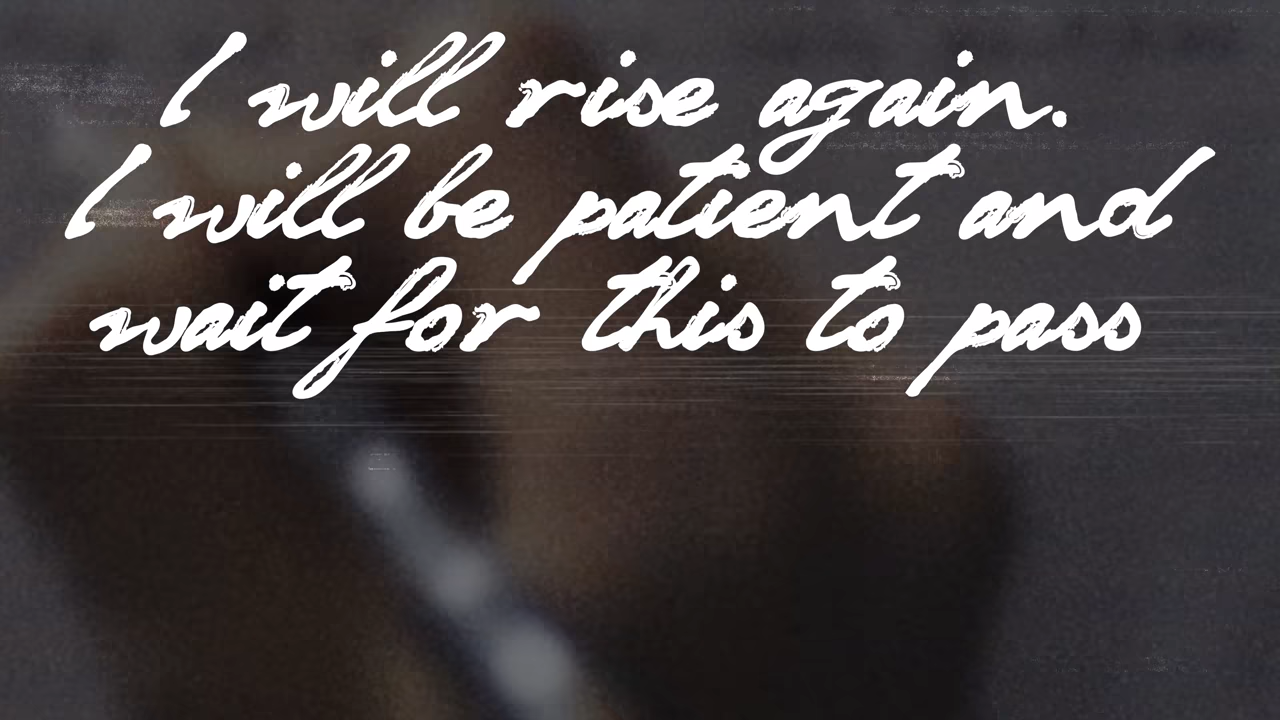 I will rise again.
I will be patient and
wait for this to pass